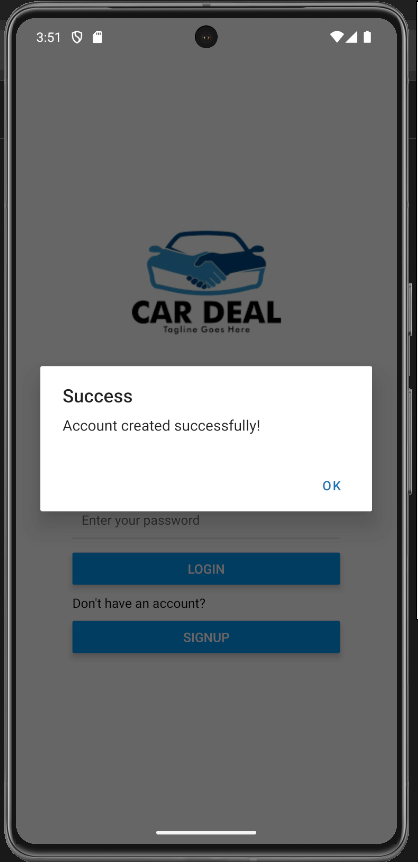 3:51
CAR DEAL
Tagline Goes Here
Success
Account created successfully!
OK
Enter your password
LOGIN
Don't have an account?
SIGNUP